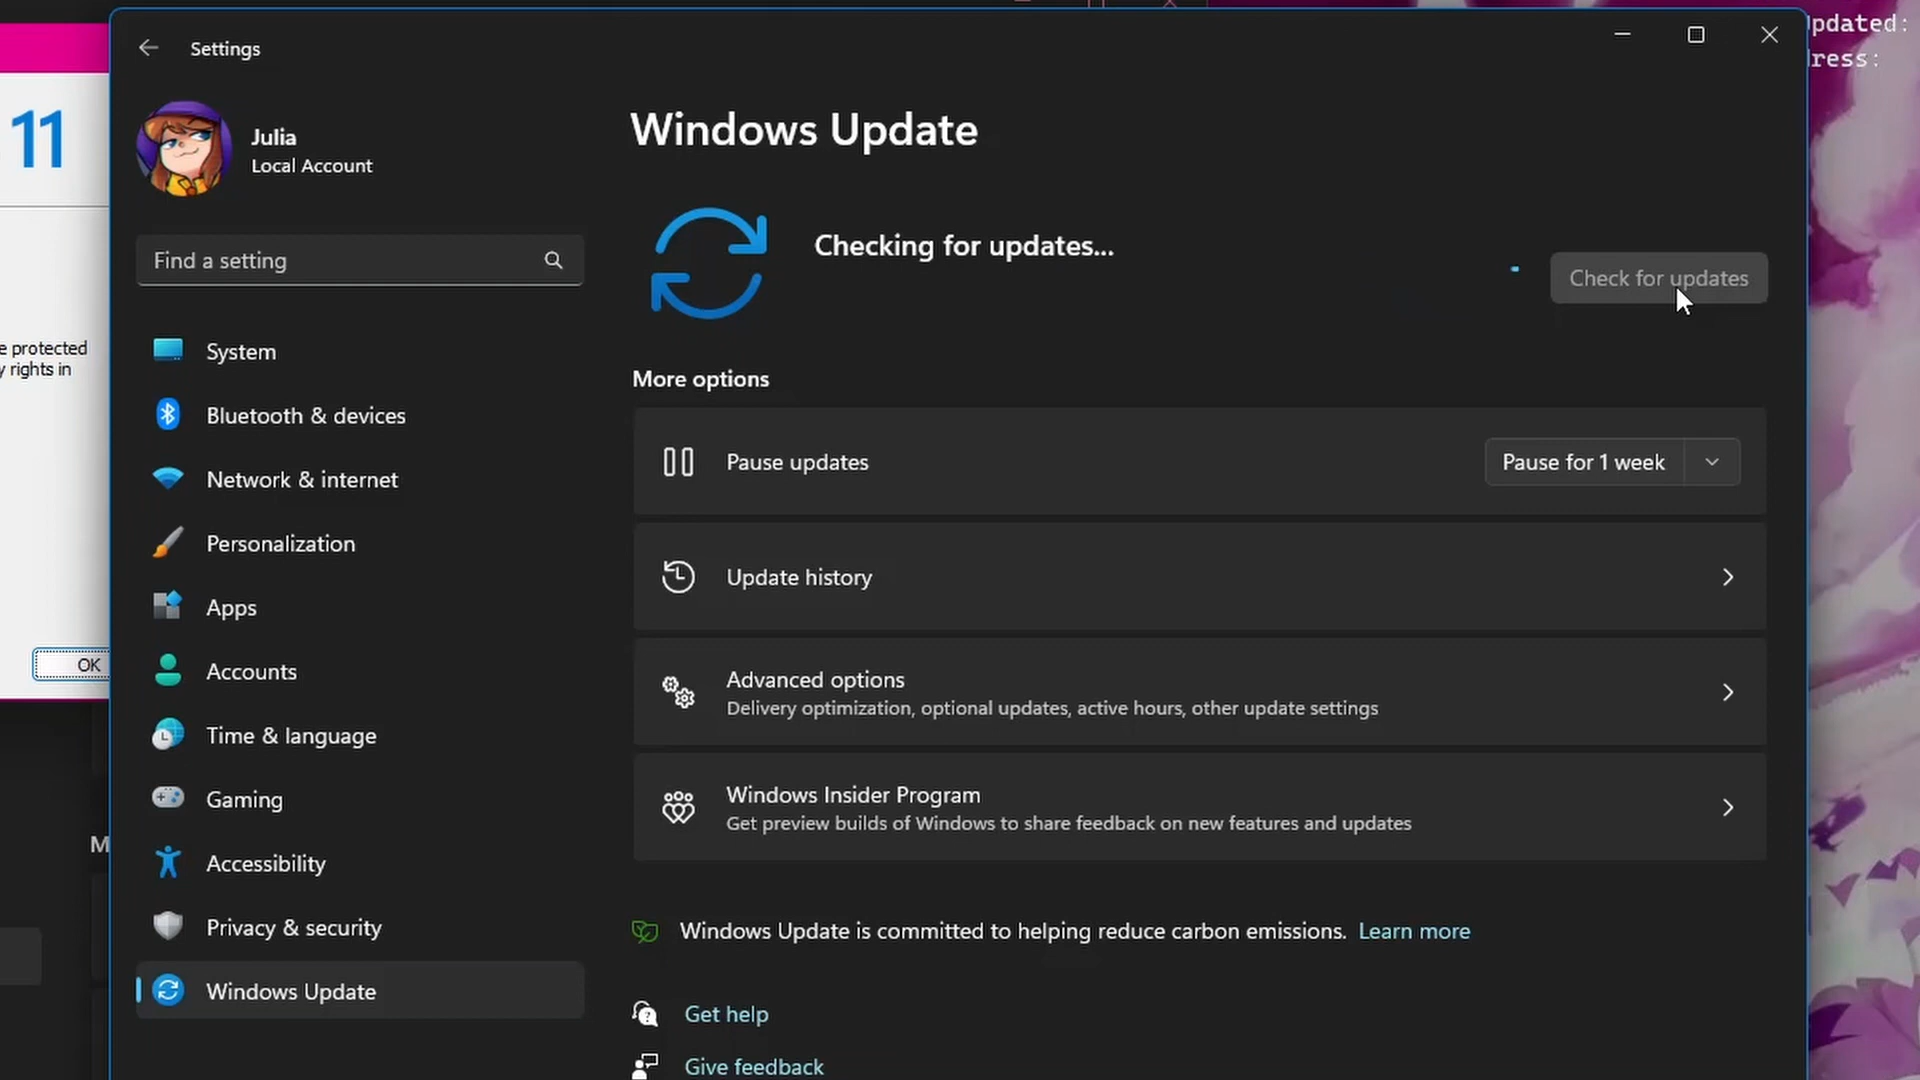 Settings
pdated:
ress:
11
Julia
Local Account
Windows Update
Find a setting
Checking for updates...
Check for updates
e protected
y rights in
OK
M
System
Bluetooth & devices
Network & internet
Personalization
Apps
Accounts
Time & language
Gaming
Accessibility
Privacy & security
Windows Update
More options
Pause updates
Pause for 1 week
Update history
Advanced options
Delivery optimization, optional updates, active hours, other update settings
Windows Insider Program
Get preview builds of Windows to share feedback on new features and updates
Windows Update is committed to helping reduce carbon emissions. Learn more
Get help
Give feedback